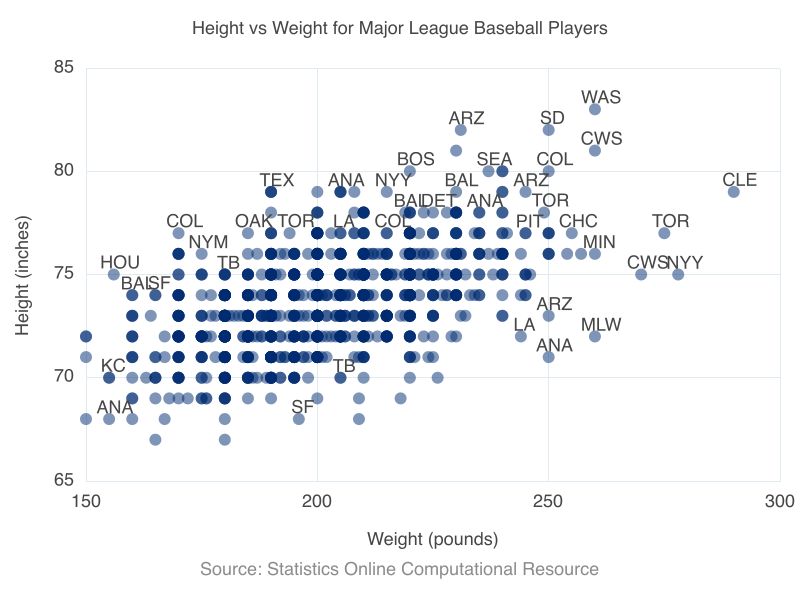 Height vs Weight for Major League Baseball Players
85
WAS
ARZ SD
CWS
80 BOS SEA COL
TEX ANA NYY BAL ARZ CLE
BAL DET ANA TOR
COL OAK TOR LA COL PIT CHC TOR
NYM MIN
HOU TB CWS NYY
75
BAL SF
ARZ
LA MLW
ANA
KC TB
70
ANA SF
65
150 200 250 300
Height (inches)
Weight (pounds)
Source: Statistics Online Computational Resource